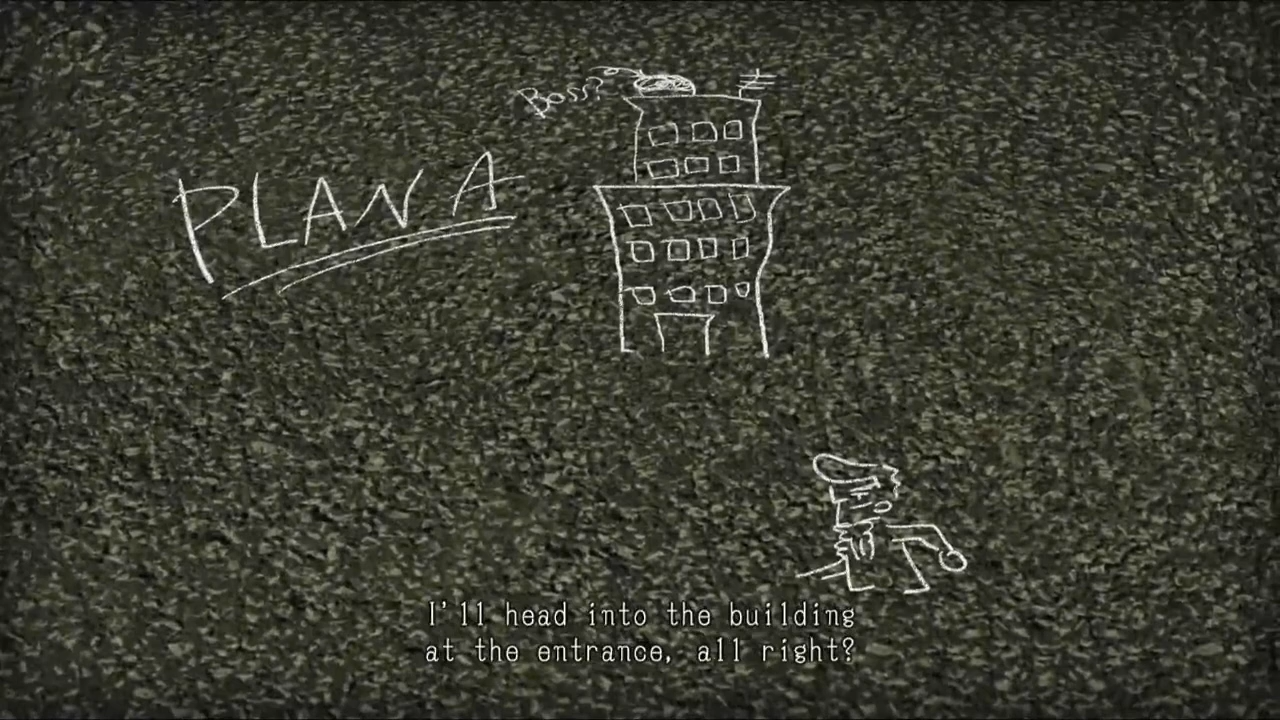 Boss?
PLAN A
I'll head into the building
at the entrance, all right?